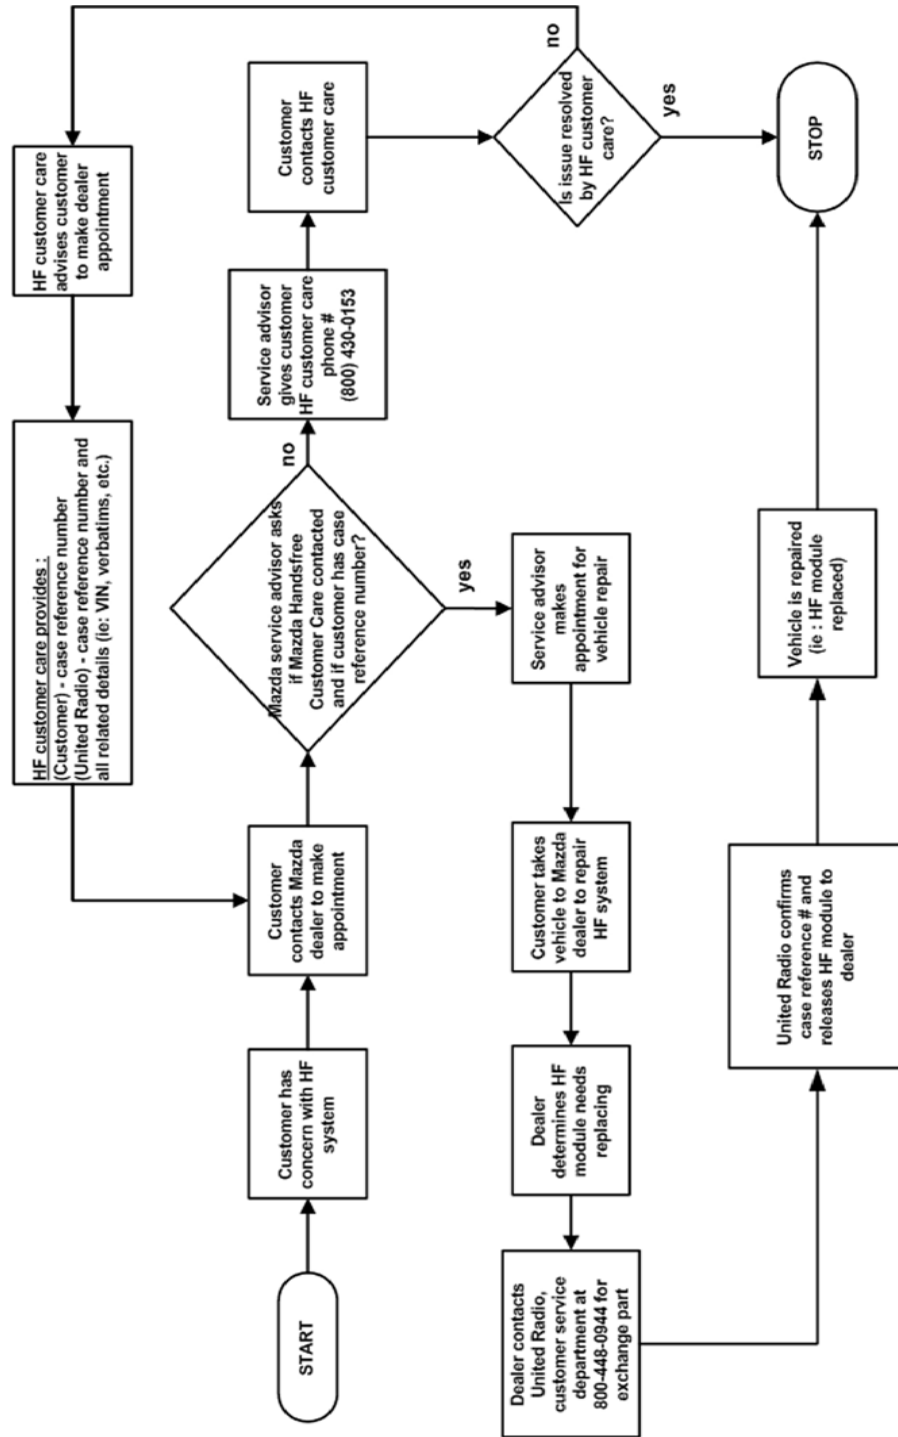 START
Customer has
concern with HF
system
Customer
contacts Mazda
dealer to make
appointment
Mazda service advisor asks
if Mazda Handsfree
Customer Care contacted
and if customer has case
reference number?
no
Service advisor
gives customer
HF customer care
phone #
(800) 430-0153
Customer
contacts HF
customer care
Is issue resolved
by HF customer
care?
no
HF customer care
advises customer
to make dealer
appointment
HF customer care provides :
(Customer) - case reference number
(United Radio) - case reference number and
all related details (ie: VIN, verbatims, etc.)
yes
Service advisor
makes
appointment for
vehicle repair
Customer takes
vehicle to Mazda
dealer to repair
HF system
Dealer
determines HF
module needs
replacing
Dealer contacts
United Radio,
customer service
department at
800-448-0944 for
exchange part
United Radio confirms
case reference # and
releases HF module to
dealer
Vehicle is repaired
(ie : HF module
replaced)
yes
STOP